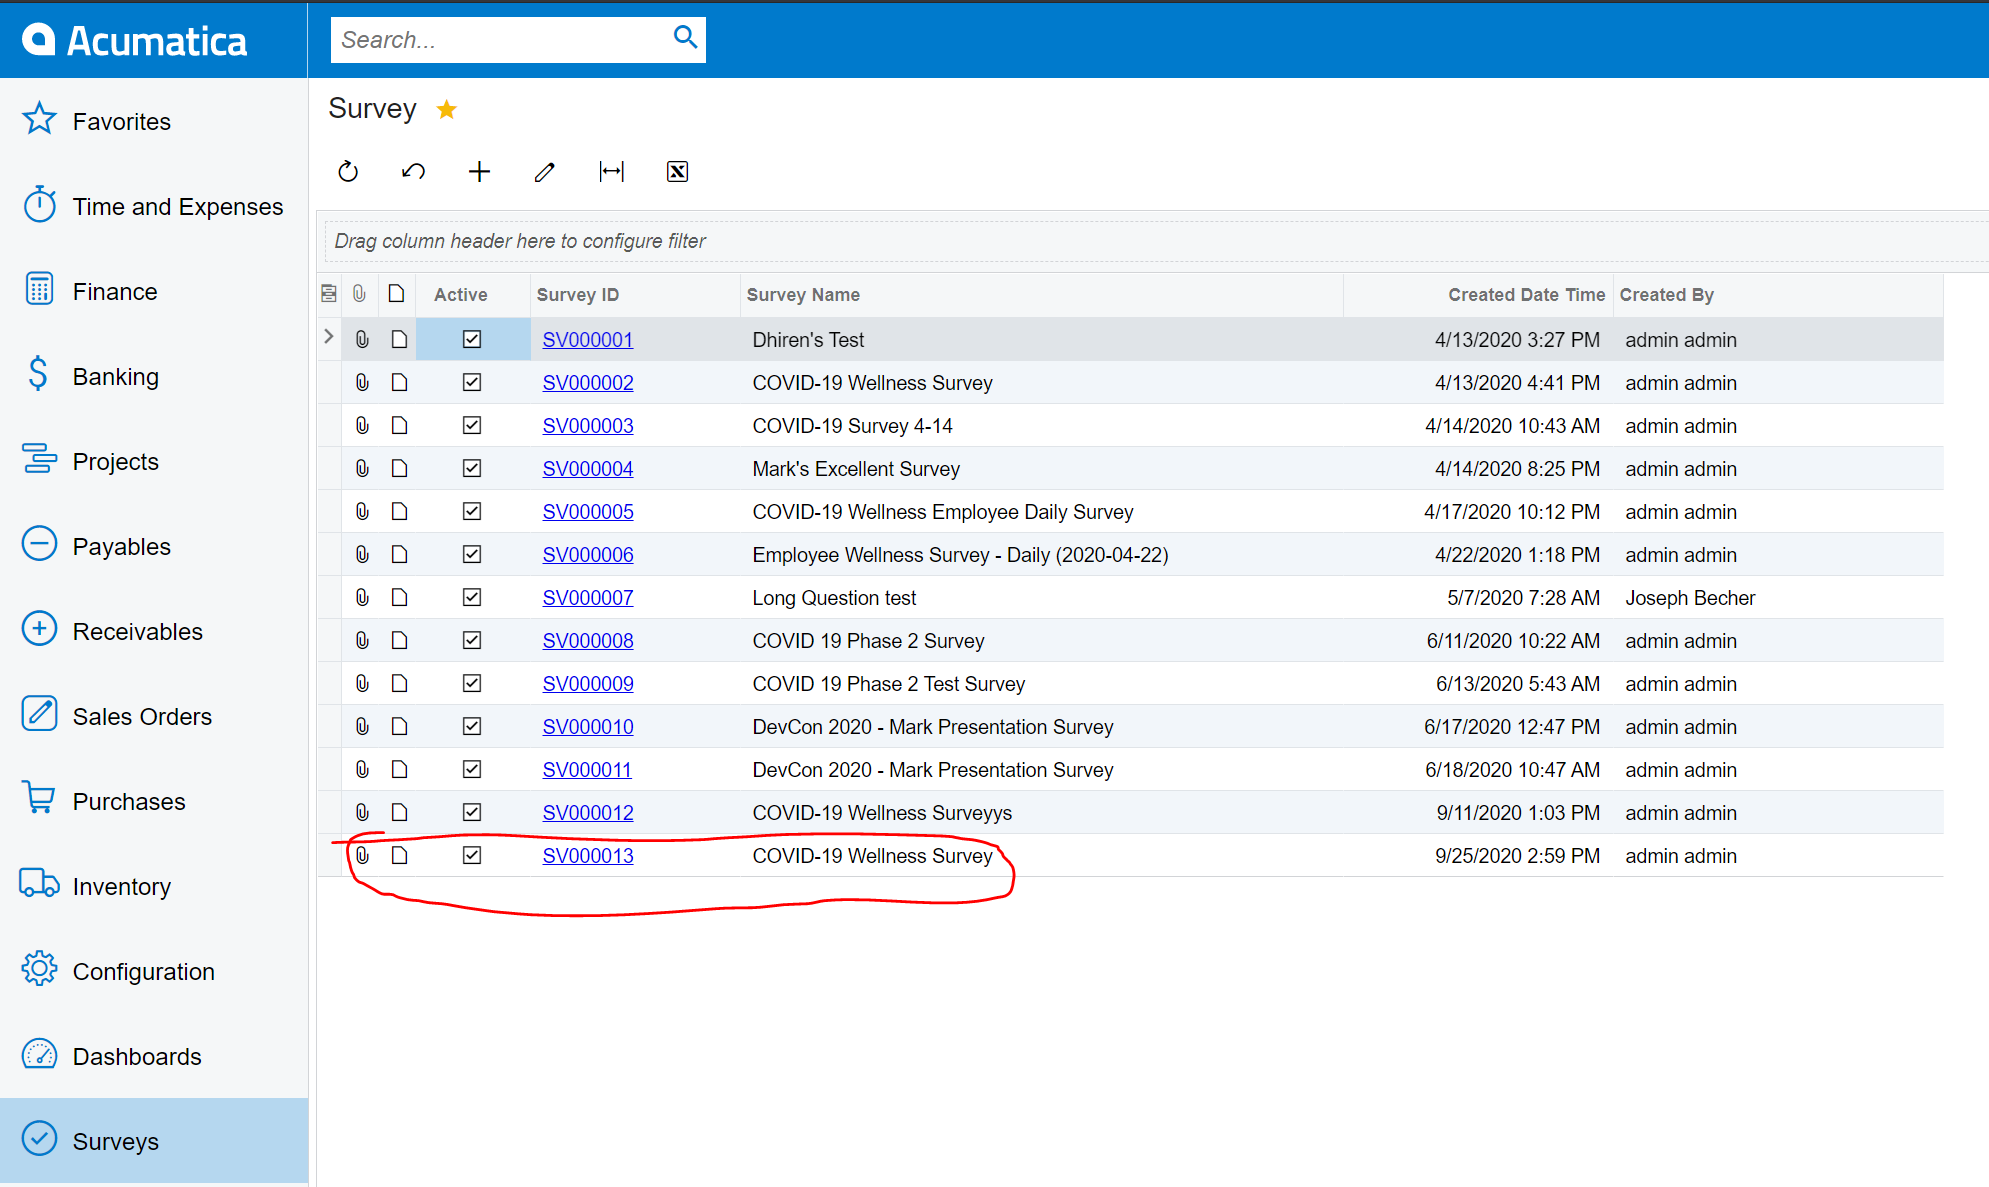 Acumatica
Search...
Favorites
Time and Expenses
Finance
Banking
Projects
Payables
Receivables
Sales Orders
Purchases
Inventory
Configuration
Dashboards
Surveys
Survey
Drag column header here to configure filter
Active Survey ID Survey Name Created Date Time Created By
SV000001 Dhiren's Test 4/13/2020 3:27 PM admin admin
SV000002 COVID-19 Wellness Survey 4/13/2020 4:41 PM admin admin
SV000003 COVID-19 Survey 4-14 4/14/2020 10:43 AM admin admin
SV000004 Mark's Excellent Survey 4/14/2020 8:25 PM admin admin
SV000005 COVID-19 Wellness Employee Daily Survey 4/17/2020 10:12 PM admin admin
SV000006 Employee Wellness Survey - Daily (2020-04-22) 4/22/2020 1:18 PM admin admin
SV000007 Long Question test 5/7/2020 7:28 AM Joseph Becher
SV000008 COVID 19 Phase 2 Survey 6/11/2020 10:22 AM admin admin
SV000009 COVID 19 Phase 2 Test Survey 6/13/2020 5:43 AM admin admin
SV000010 DevCon 2020 - Mark Presentation Survey 6/17/2020 12:47 PM admin admin
SV000011 DevCon 2020 - Mark Presentation Survey 6/18/2020 10:47 AM admin admin
SV000012 COVID-19 Wellness Surveyys 9/11/2020 1:03 PM admin admin
SV000013 COVID-19 Wellness Survey 9/25/2020 2:59 PM admin admin